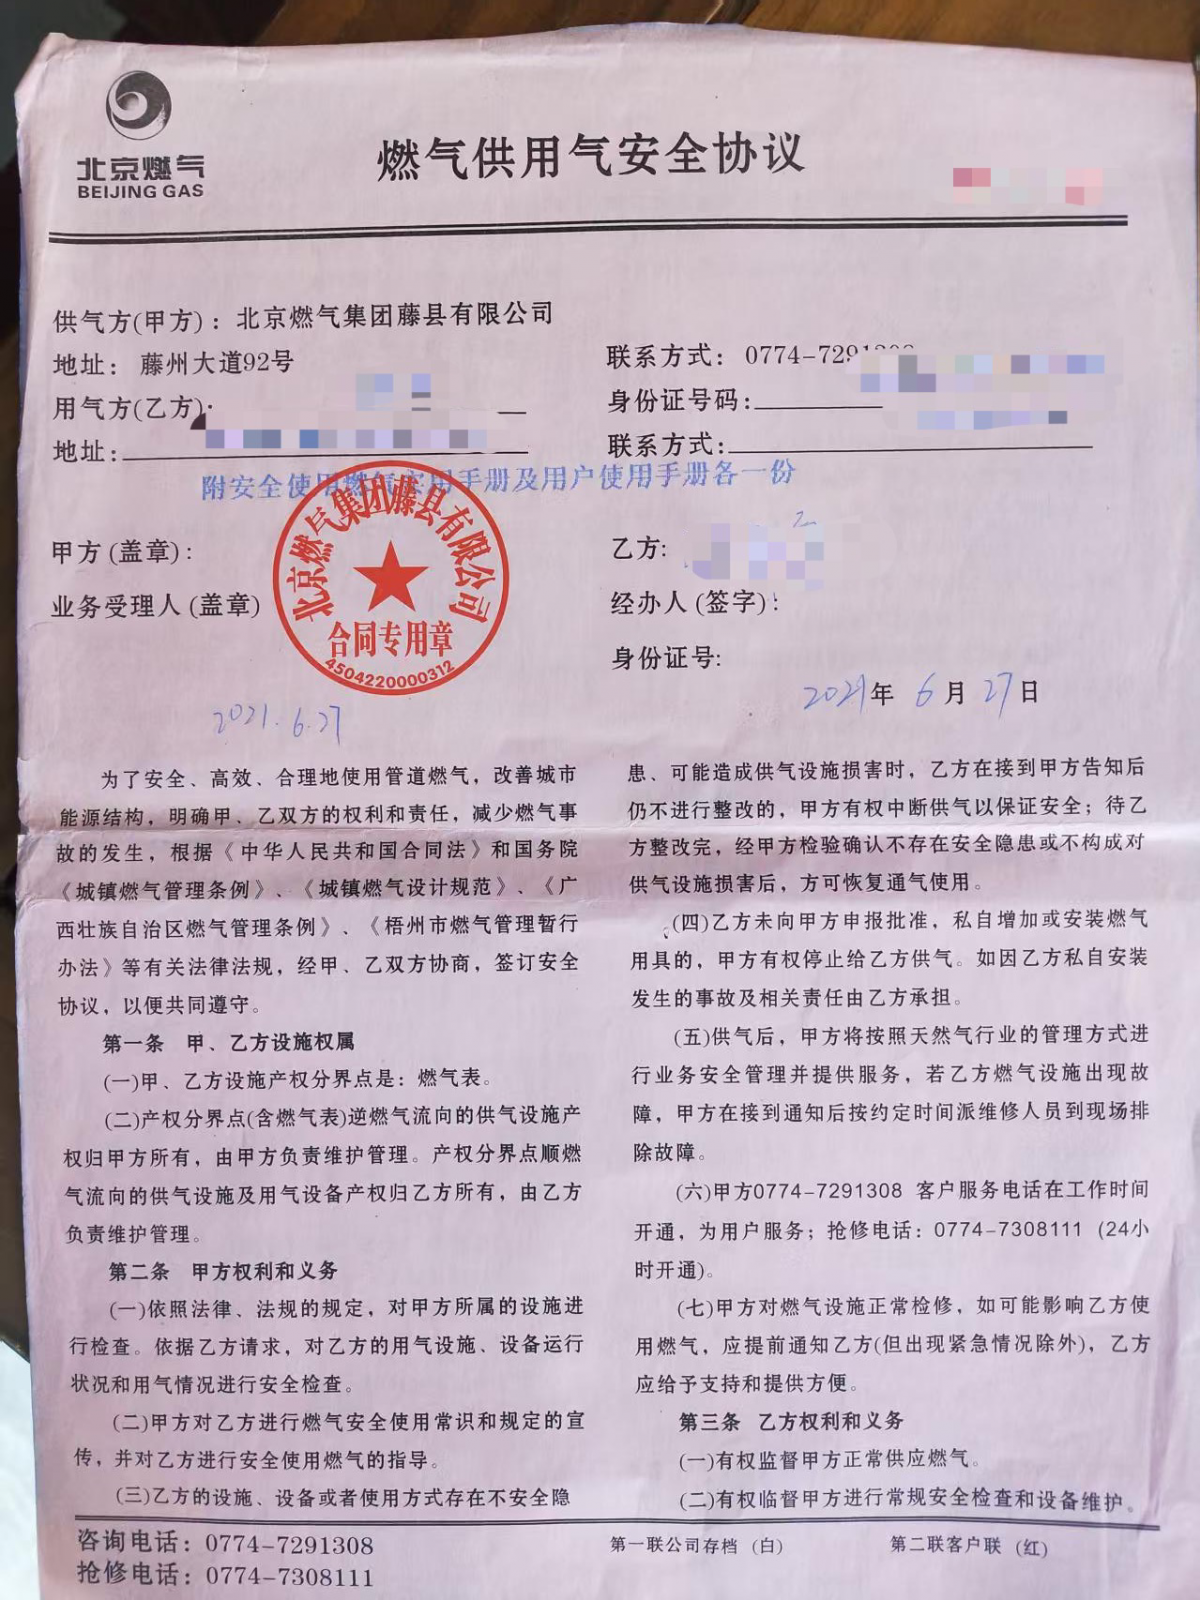 北京燃气
BEIJING GAS
燃气供用气安全协议
供气方(甲方)：北京燃气集团藤县有限公司
地址：藤州大道92号
联系方式：0774-7291308
用气方(乙方)：
身份证号码：
地址：
联系方式：
附安全使用燃气实用手册及用户使用手册各一份
甲方(盖章)：
乙方：
业务受理人(盖章)
经办人(签字)：
身份证号：
北京燃气集团藤县有限公司
合同专用章
4504220000312
2021年 6月 27日
2021.6.27
为了安全、高效、合理地使用管道燃气，改善城市
能源结构，明确甲、乙双方的权利和责任，减少燃气事
故的发生，根据《中华人民共和国合同法》和国务院
《城镇燃气管理条例》、《城镇燃气设计规范》、《广
西壮族自治区燃气管理条例》、《梧州市燃气管理暂行
办法》等有关法律法规，经甲、乙双方协商，签订安全
协议，以便共同遵守。
第一条 甲、乙方设施权属
(一)甲、乙方设施产权分界点是：燃气表。
(二)产权分界点(含燃气表)逆燃气流向的供气设施产
权归甲方所有，由甲方负责维护管理。产权分界点顺燃
气流向的供气设施及用气设备产权归乙方所有，由乙方
负责维护管理。
第二条 甲方权利和义务
(一)依照法律、法规的规定，对甲方所属的设施进
行检查。依据乙方请求，对乙方的用气设施、设备运行
状况和用气情况进行安全检查。
(二)甲方对乙方进行燃气安全使用常识和规定的宣
传，并对乙方进行安全使用燃气的指导。
(三)乙方的设施、设备或者使用方式存在不安全隐
患、可能造成供气设施损害时，乙方在接到甲方告知后
仍不进行整改的，甲方有权中断供气以保证安全；待乙
方整改完，经甲方检验确认不存在安全隐患或不构成对
供气设施损害后，方可恢复通气使用。
(四)乙方未向甲方申报批准，私自增加或安装燃气
用具的，甲方有权停止给乙方供气。如因乙方私自安装
发生的事故及相关责任由乙方承担。
(五)供气后，甲方将按照天然气行业的管理方式进
行业务安全管理并提供服务，若乙方燃气设施出现故
障，甲方在接到通知后按约定时间派维修人员到现场排
除故障。
(六)甲方0774-7291308 客户服务电话在工作时间
开通，为用户服务；抢修电话：0774-7308111 (24小
时开通)。
(七)甲方对燃气设施正常检修，如可能影响乙方使
用燃气，应提前通知乙方(但出现紧急情况除外)，乙方
应给予支持和提供方便。
第三条 乙方权利和义务
(一)有权监督甲方正常供应燃气。
(二)有权临督甲方进行常规安全检查和设备维护。
咨询电话：0774-7291308
抢修电话：0774-7308111
第一联公司存档 (白)
第二联客户联 (红)